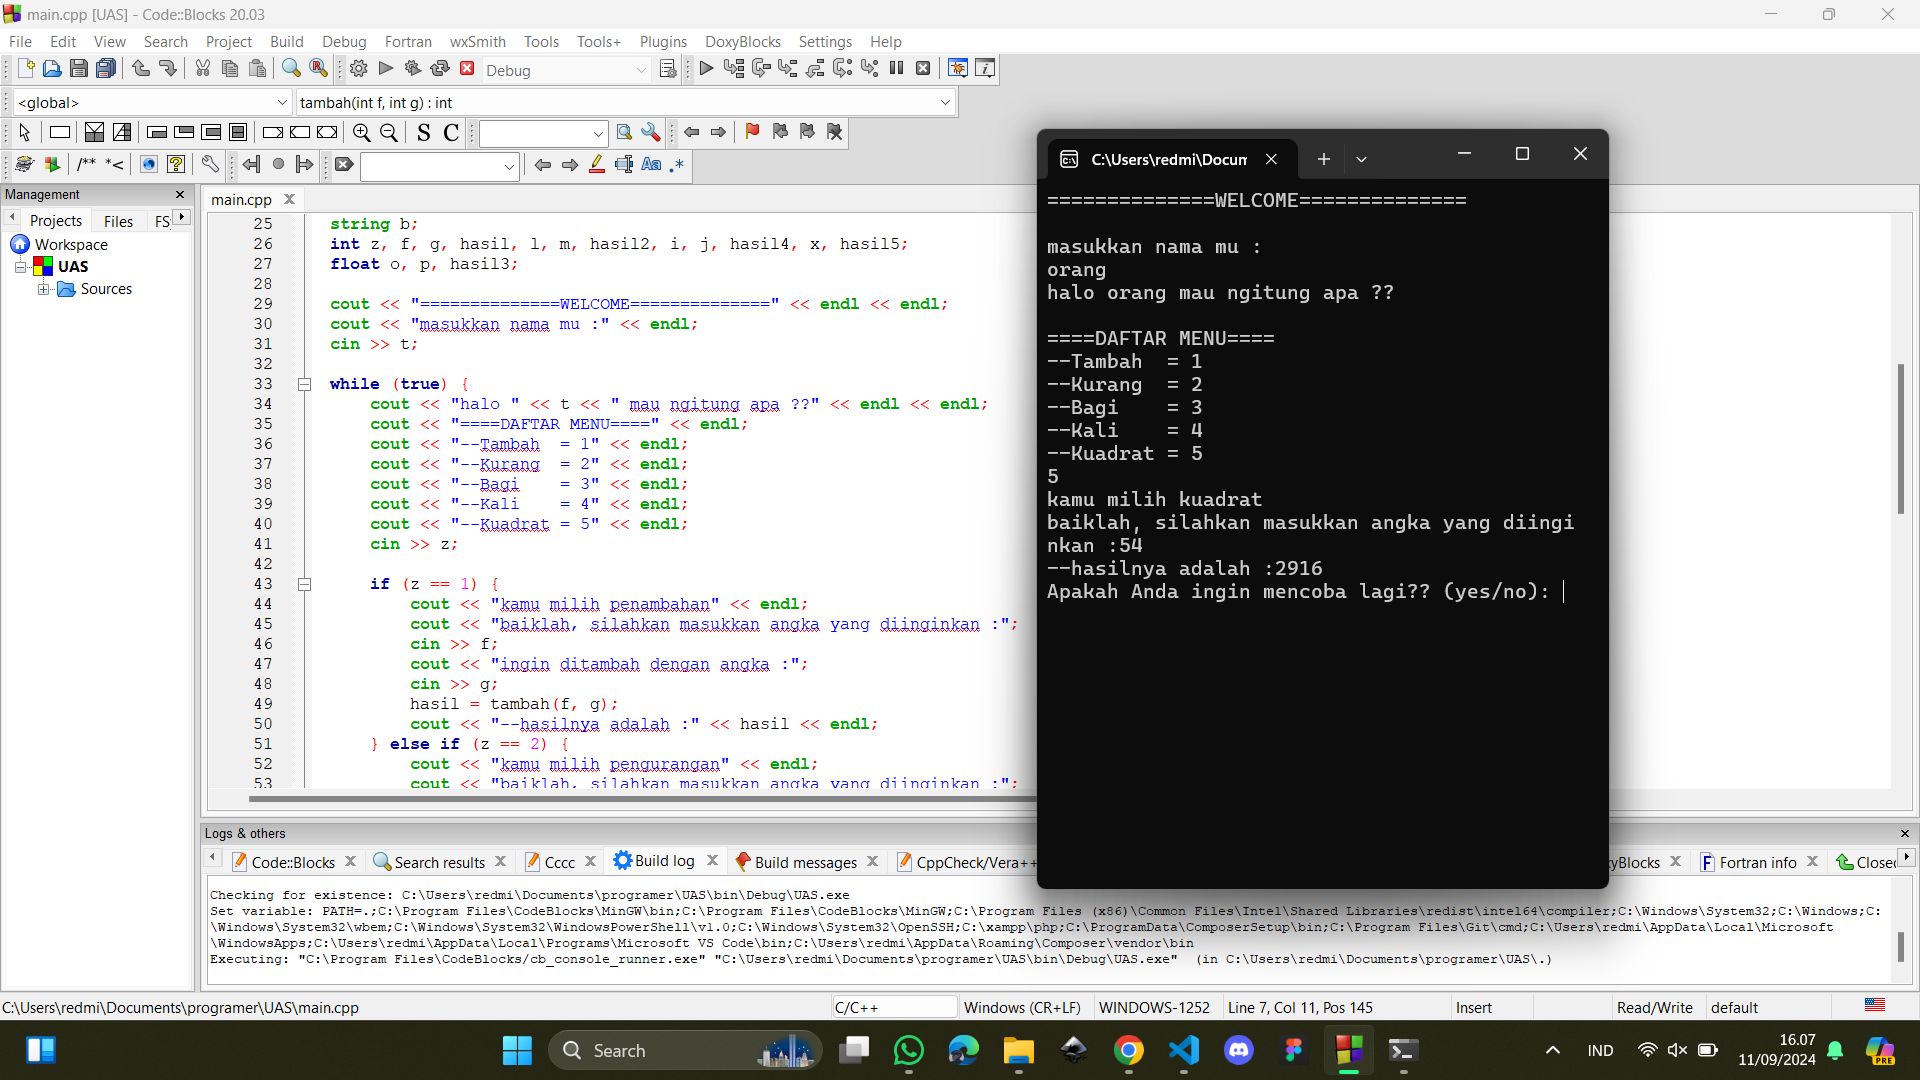 main.cpp [UAS] - Code::Blocks 20.03
File Edit View Search Project Build Debug Fortran wxSmith Tools Tools+ Plugins DoxyBlocks Settings Help
Debug
<global> tambah(int f, int g) : int
S C
/** *<
Aa .*
Management
Projects Files FS
Workspace
UAS
Sources
main.cpp
25 string b;
26 int z, f, g, hasil, l, m, hasil2, i, j, hasil4, x, hasil5;
27 float o, p, hasil3;
28
29 cout << "==============WELCOME==============" << endl << endl;
30 cout << "masukkan nama mu :" << endl;
31 cin >> t;
32
33 while (true) {
34 cout << "halo " << t << " mau ngitung apa ??" << endl << endl;
35 cout << "====DAFTAR MENU====" << endl;
36 cout << "--Tambah  = 1" << endl;
37 cout << "--Kurang  = 2" << endl;
38 cout << "--Bagi    = 3" << endl;
39 cout << "--Kali    = 4" << endl;
40 cout << "--Kuadrat = 5" << endl;
41 cin >> z;
42
43 if (z == 1) {
44 cout << "kamu milih penambahan" << endl;
45 cout << "baiklah, silahkan masukkan angka yang diinginkan :";
46 cin >> f;
47 cout << "ingin ditambah dengan angka :";
48 cin >> g;
49 hasil = tambah(f, g);
50 cout << "--hasilnya adalah :" << hasil << endl;
51 } else if (z == 2) {
52 cout << "kamu milih pengurangan" << endl;
53 cout << "baiklah, silahkan masukkan angka yang diinginkan :";
C:\Users\redmi\Docum
==============WELCOME==============
masukkan nama mu :
orang
halo orang mau ngitung apa ??
====DAFTAR MENU====
--Tambah  = 1
--Kurang  = 2
--Bagi    = 3
--Kali    = 4
--Kuadrat = 5
5
kamu milih kuadrat
baiklah, silahkan masukkan angka yang diingi
nkan :54
--hasilnya adalah :2916
Apakah Anda ingin mencoba lagi?? (yes/no):
Logs & others
Code::Blocks Search results Cccc Build log Build messages CppCheck/Vera++ yBlocks Fortran info Closed
Checking for existence: C:\Users\redmi\Documents\programer\UAS\bin\Debug\UAS.exe
Set variable: PATH=.;C:\Program Files\CodeBlocks\MinGW\bin;C:\Program Files\CodeBlocks\MinGW;C:\Program Files (x86)\Common Files\Intel\Shared Libraries\redist\intel64\compiler;C:\Windows\System32;C:\Windows;C:
\Windows\System32\wbem;C:\Windows\System32\WindowsPowerShell\v1.0;C:\Windows\System32\OpenSSH;C:\xampp\php;C:\ProgramData\ComposerSetup\bin;C:\Program Files\Git\cmd;C:\Users\redmi\AppData\Local\Microsoft
\WindowsApps;C:\Users\redmi\AppData\Local\Programs\Microsoft VS Code\bin;C:\Users\redmi\AppData\Roaming\Composer\vendor\bin
Executing: "C:\Program Files\CodeBlocks/cb_console_runner.exe" "C:\Users\redmi\Documents\programer\UAS\bin\Debug\UAS.exe"  (in C:\Users\redmi\Documents\programer\UAS\.)
C:\Users\redmi\Documents\programer\UAS\main.cpp C/C++ Windows (CR+LF) WINDOWS-1252 Line 7, Col 11, Pos 145 Insert Read/Write default
Search
IND
16.07
11/09/2024
PRE